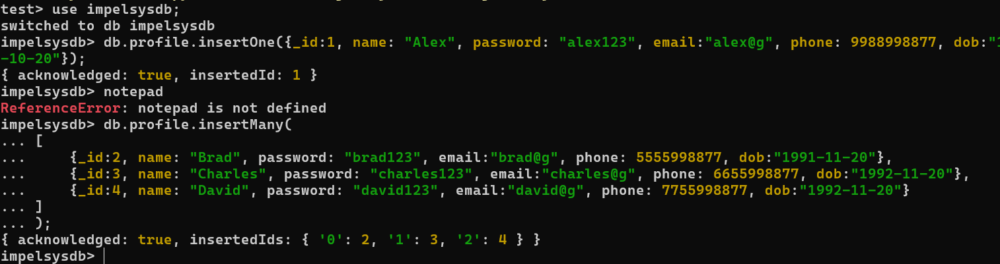 test> use impelsysdb;
switched to db impelsysdb
impelsysdb> db.profile.insertOne({_id:1, name: "Alex", password: "alex123", email:"alex@g", phone: 9988998877, dob:"1
-10-20"});
{ acknowledged: true, insertedId: 1 }
impelsysdb> notepad
ReferenceError: notepad is not defined
impelsysdb> db.profile.insertMany(
... [
...     {_id:2, name: "Brad", password: "brad123", email:"brad@g", phone: 5555998877, dob:"1991-11-20"},
...     {_id:3, name: "Charles", password: "charles123", email:"charles@g", phone: 6655998877, dob:"1992-11-20"},
...     {_id:4, name: "David", password: "david123", email:"david@g", phone: 7755998877, dob:"1992-11-20"}
... ]
... );
{ acknowledged: true, insertedIds: { '0': 2, '1': 3, '2': 4 } }
impelsysdb>